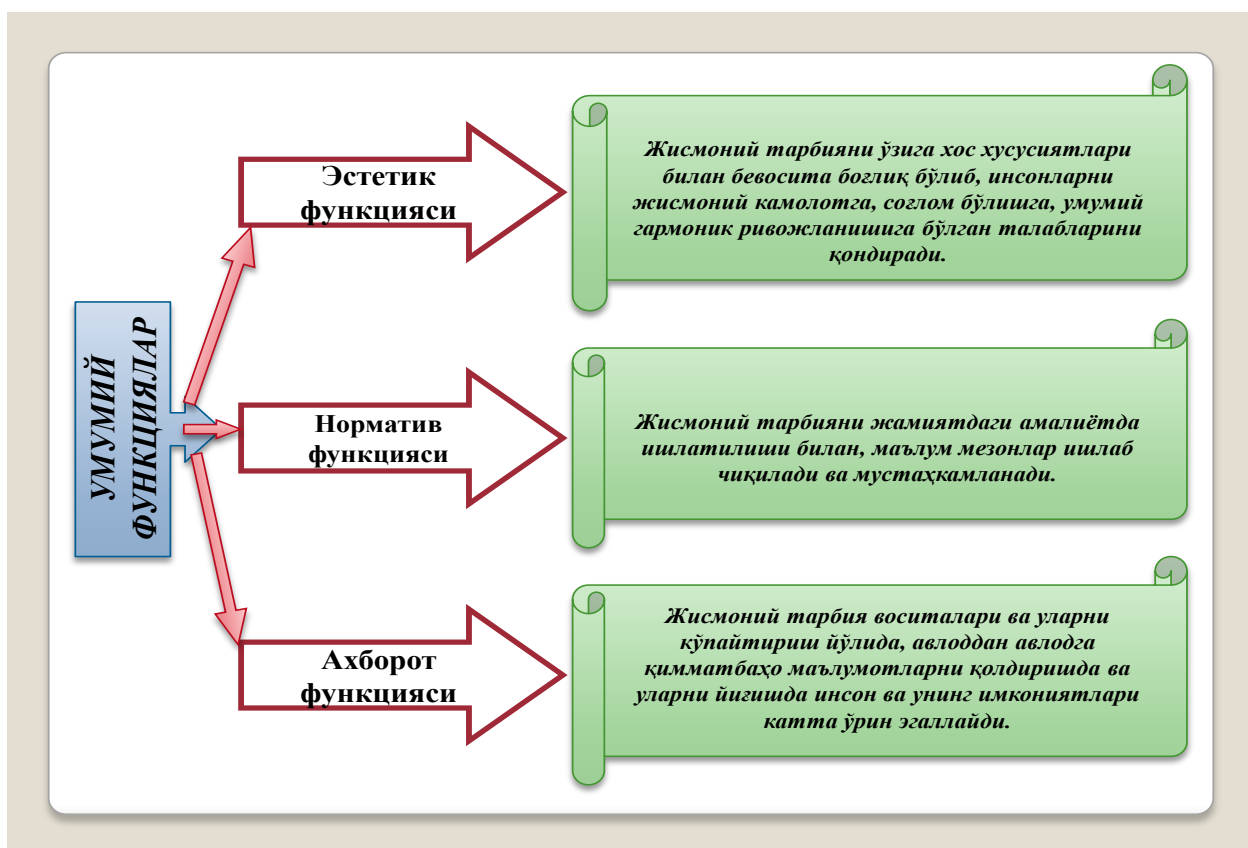 УМУМИЙ
ФУНКЦИЯЛАР
Эстетик
функцияси
Жисмоний тарбияни ўзига хос хусусиятлари
билан бевосита боғлиқ бўлиб, инсонларни
жисмоний камолотга, соғлом бўлишга, умумий
гармоник ривожланишига бўлган талабларини
қондиради.
Норматив
функцияси
Жисмоний тарбияни жамиятдаги амалиётда
ишлатилиши билан, маълум мезонлар ишлаб
чиқилади ва мустаҳкамланади.
Ахборот
функцияси
Жисмоний тарбия воситалари ва уларни
кўпайтириш йўлида, авлоддан авлодга
қимматбаҳо маълумотларни қолдиришда ва
уларни йиғишда инсон ва унинг имкониятлари
катта ўрин эгаллайди.